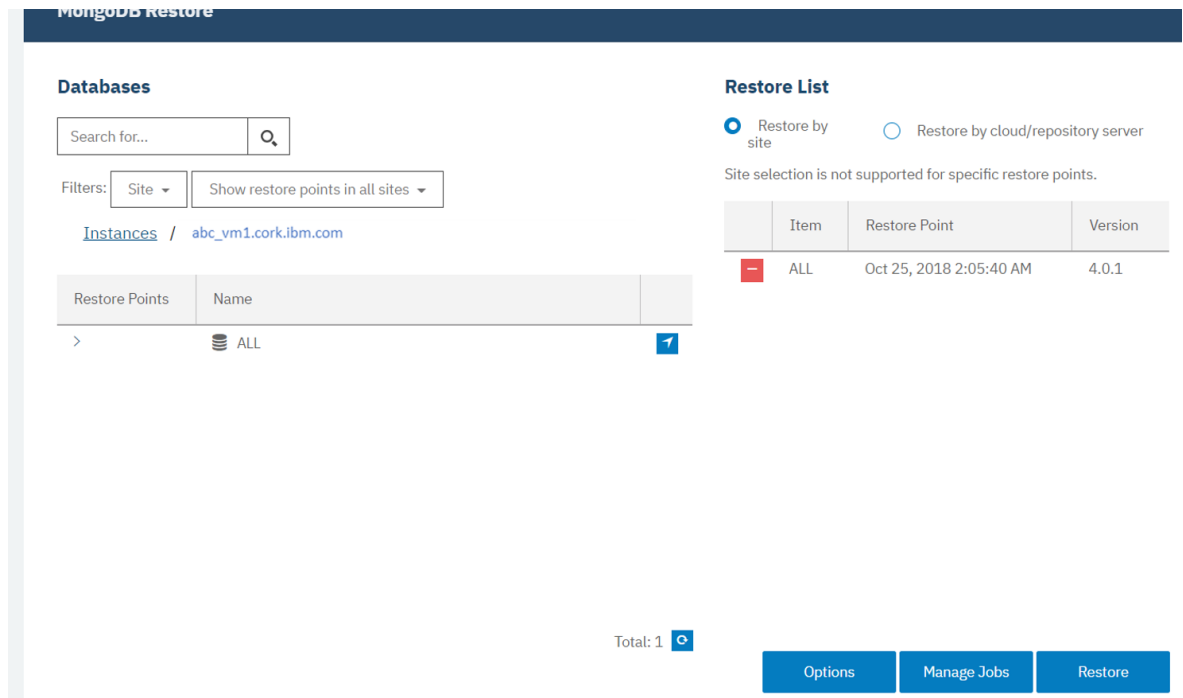 MongoDB Restore
Databases
Search for...
Filters:
Site
Show restore points in all sites
Instances / abc_vm1.cork.ibm.com
Restore Points Name
ALL
Total: 1
Restore List
Restore by
site
Restore by cloud/repository server
Site selection is not supported for specific restore points.
Item Restore Point Version
ALL Oct 25, 2018 2:05:40 AM 4.0.1
Options Manage Jobs Restore